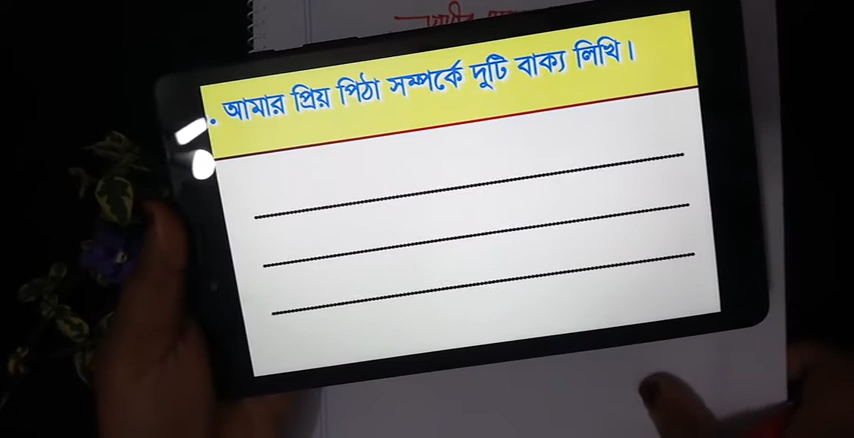 . আমার প্রিয় পিঠা সম্পর্কে দুটি বাক্য লিখি।